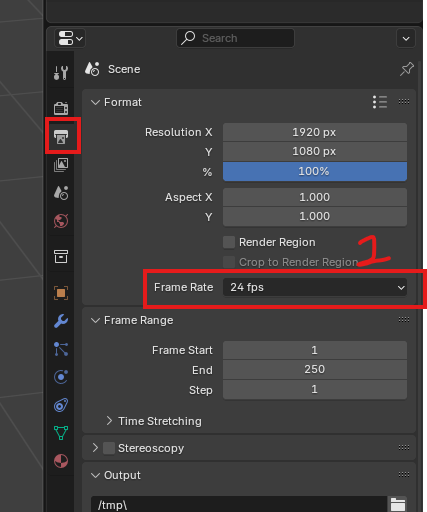 Search
Scene
Format
Resolution X 1920 px
Y 1080 px
% 100%
Aspect X 1.000
Y 1.000
Render Region
Crop to Render Region
1
Frame Rate 24 fps
Frame Range
Frame Start 1
End 250
Step 1
Time Stretching
Stereoscopy
Output
/tmp\